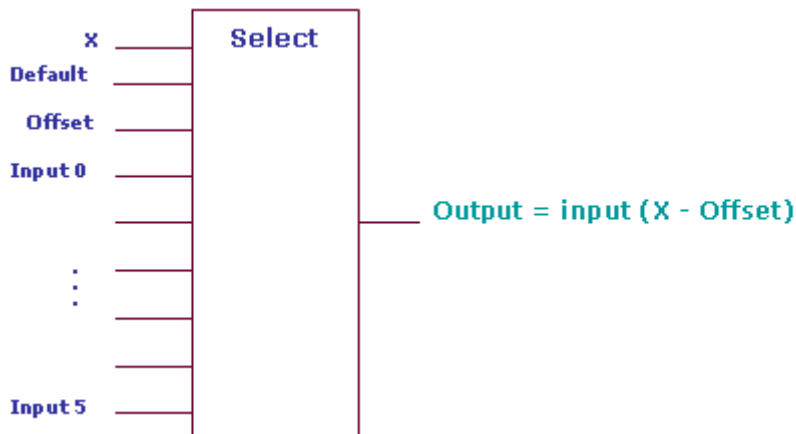 x
Select
Default
Offset
Input 0
Output = input (X - Offset)
Input 5